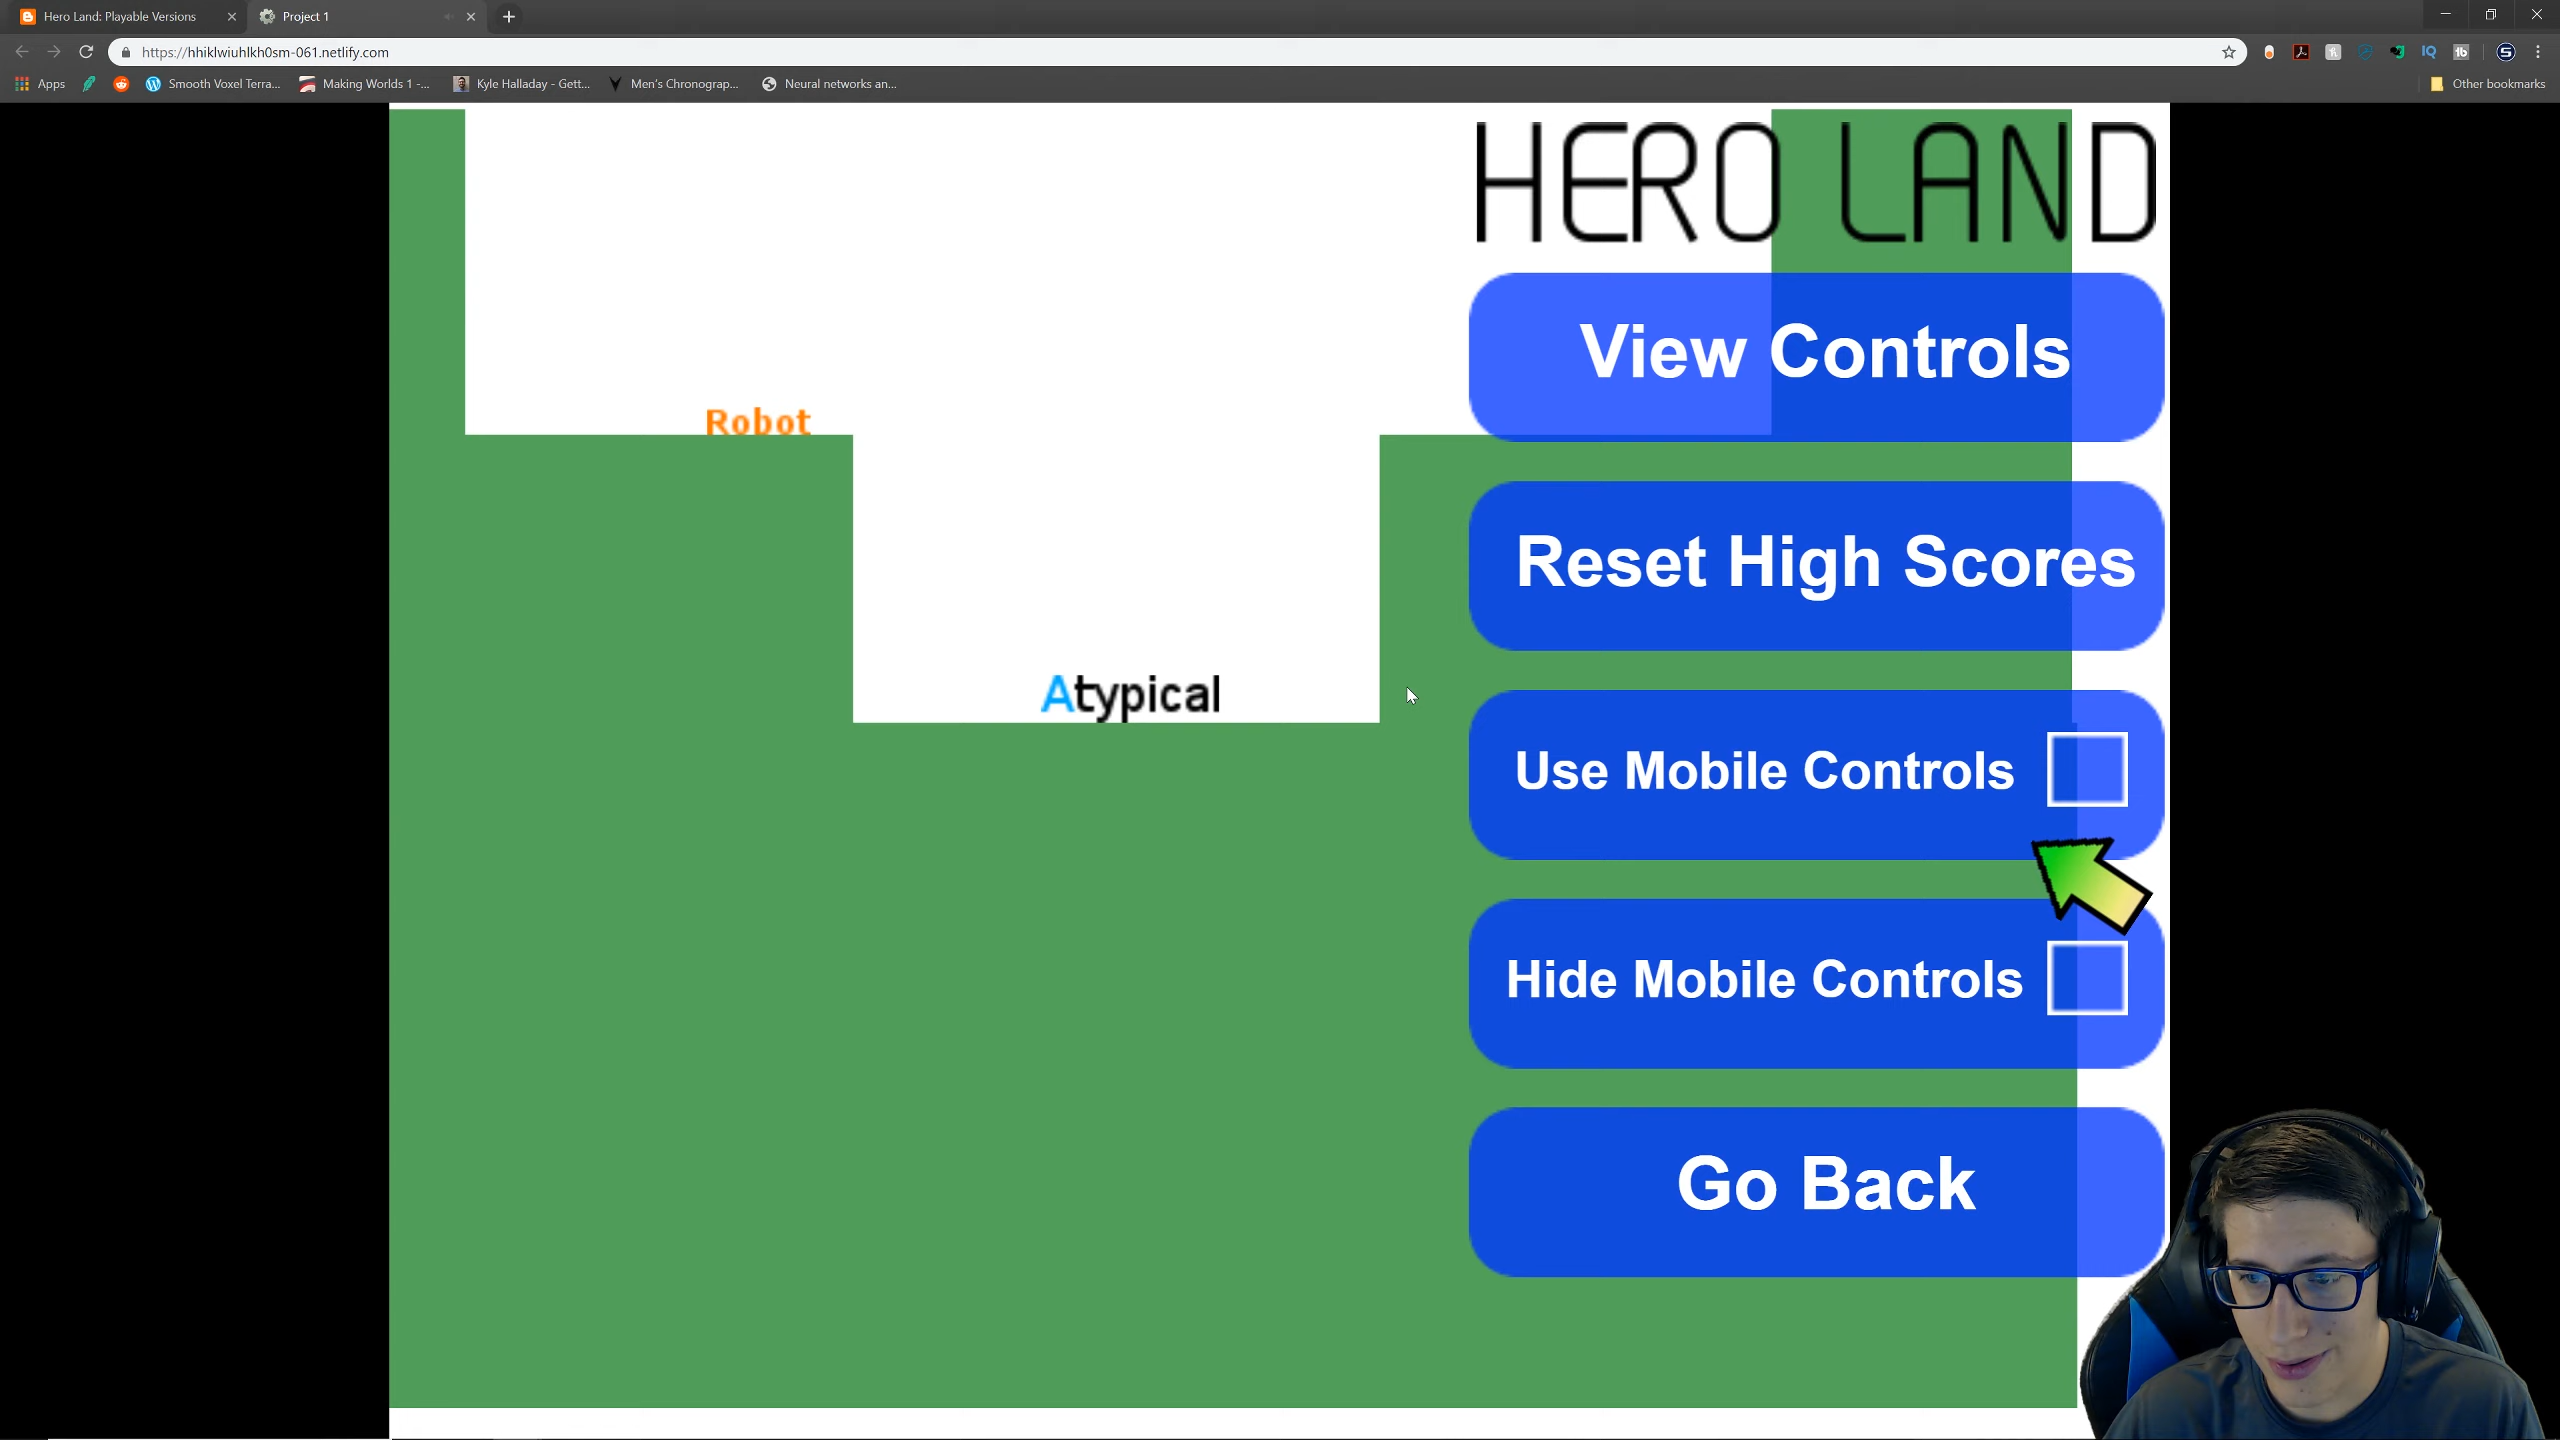 Hero Land: Playable Versions
Project 1
https://hhiklwiuhlkh0sm-061.netlify.com
Apps
Smooth Voxel Terra...
Making Worlds 1 -...
Kyle Halladay - Gett...
Men's Chronograp...
Neural networks an...
Other bookmarks
HERO LAND
View Controls
Robot
Reset High Scores
Atypical
Use Mobile Controls
Hide Mobile Controls
Go Back